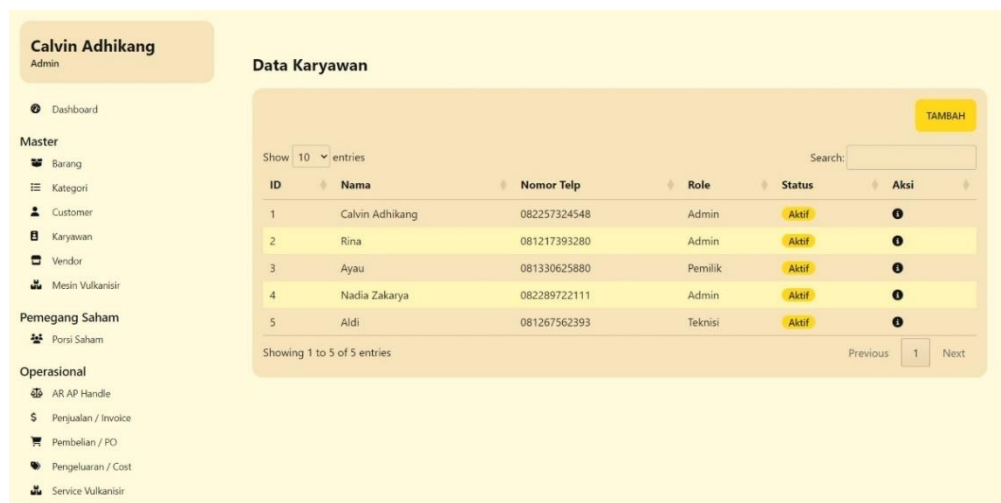 Calvin Adhikang
Admin
Dashboard
Master
Barang
Kategori
Customer
Karyawan
Vendor
Mesin Vulkanisir
Pemegang Saham
Porsi Saham
Operasional
AR AP Handle
Penjualan / Invoice
Pembelian / PO
Pengeluaran / Cost
Service Vulkanisir
Data Karyawan
TAMBAH
Show 10 entries Search:
ID Nama Nomor Telp Role Status Aksi
1 Calvin Adhikang 082257324548 Admin Aktif
2 Rina 081217393280 Admin Aktif
3 Ayau 081330625880 Pemilik Aktif
4 Nadia Zakarya 082289722111 Admin Aktif
5 Aldi 081267562393 Teknisi Aktif
Showing 1 to 5 of 5 entries Previous 1 Next